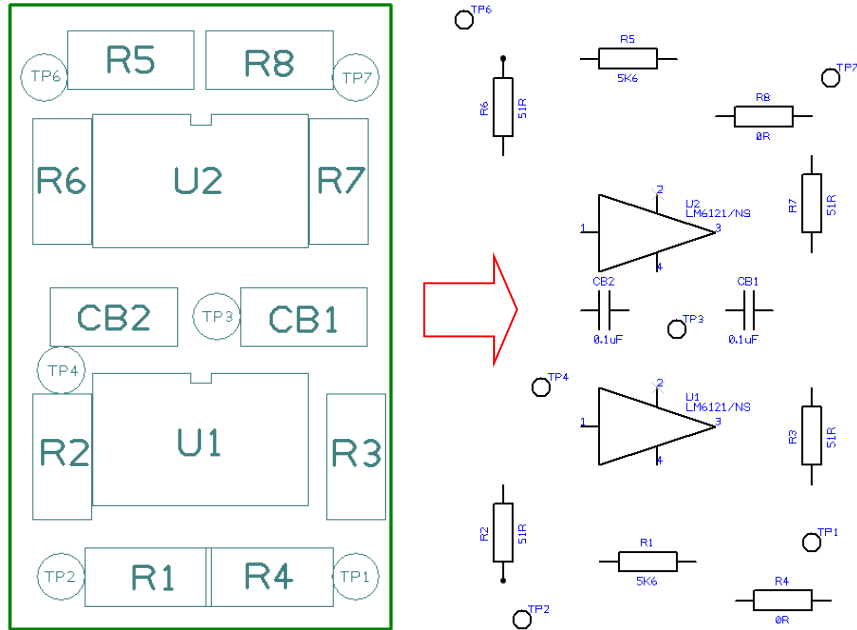 R5
R8
TP6
TP7
R6
U2
R7
CB2
TP3
CB1
TP4
R2
U1
R3
TP2
R1
R4
TP1
TP6
R5
5K6
TP7
R6
51R
R8
0R
R7
51R
2
U2
LM6121/NS
1
3
4
CB2
0.1uF
CB1
0.1uF
TP3
TP4
2
U1
LM6121/NS
1
3
4
R3
51R
R2
51R
R1
5K6
TP1
R4
0R
TP2